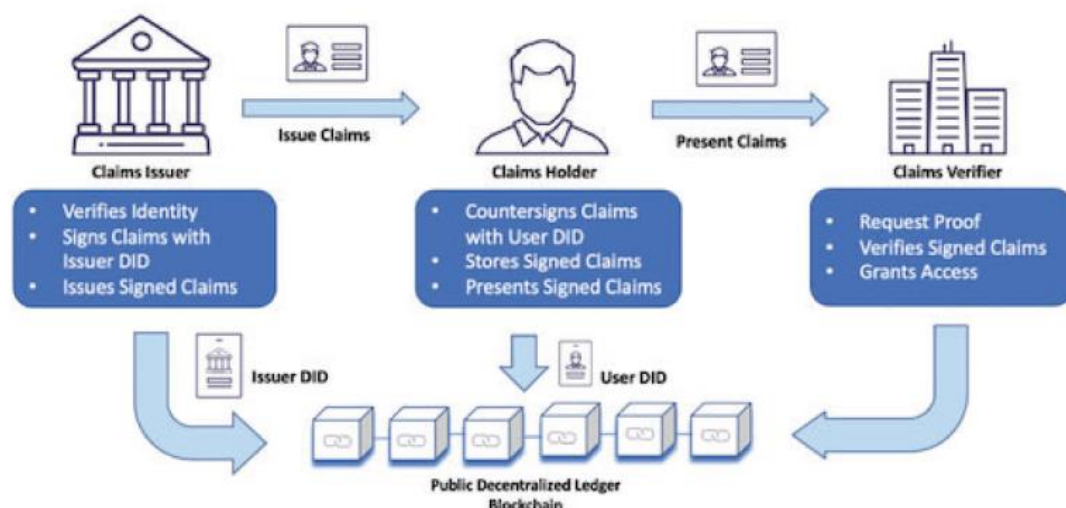 Issue Claims
Present Claims
Claims Issuer
Claims Holder
Claims Verifier
• Verifies Identity
• Signs Claims with
Issuer DID
• Issues Signed Claims
• Countersigns Claims
with User DID
• Stores Signed Claims
• Presents Signed Claims
• Request Proof
• Verifies Signed Claims
• Grants Access
Issuer DID
User DID
Public Decentralized Ledger
Blockchain